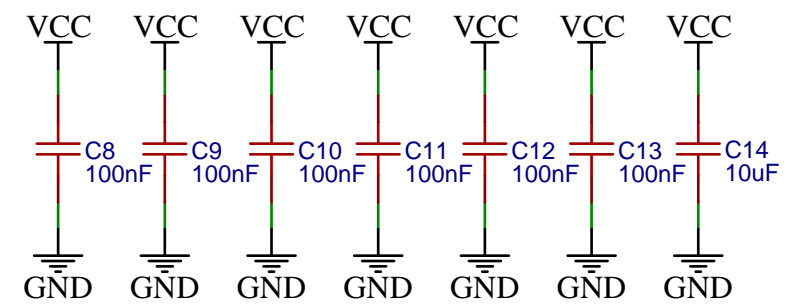 VCC VCC VCC VCC VCC VCC VCC
C8 C9 C10 C11 C12 C13 C14
100nF 100nF 100nF 100nF 100nF 100nF 10uF
GND GND GND GND GND GND GND